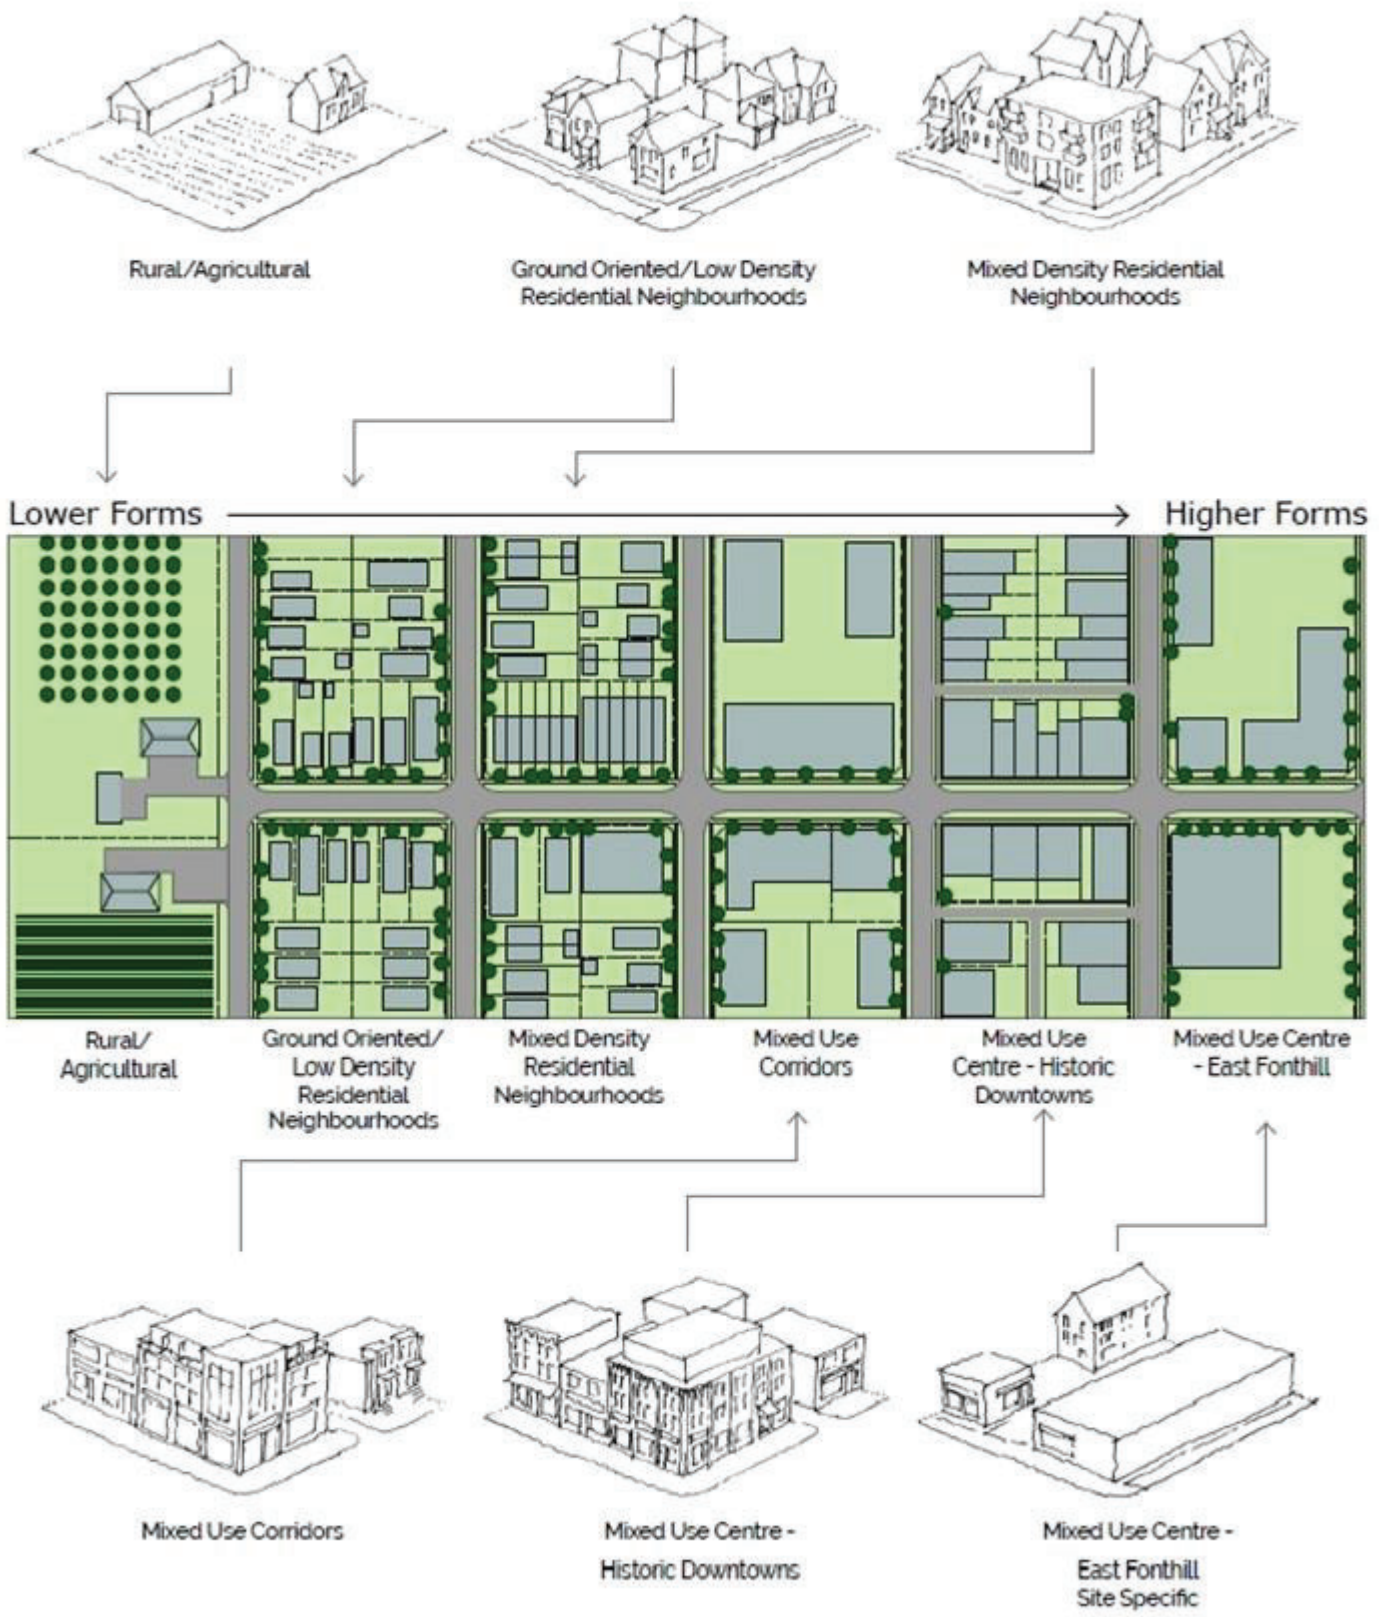 Rural/Agricultural
Ground Oriented/Low Density
Residential Neighbourhoods
Mixed Density Residential
Neighbourhoods
Lower Forms
Higher Forms
Rural/
Agricultural
Ground Oriented/
Low Density
Residential
Neighbourhoods
Mixed Density
Residential
Neighbourhoods
Mixed Use
Corridors
Mixed Use
Centre - Historic
Downtowns
Mixed Use Centre
- East Fonthill
Mixed Use Corridors
Mixed Use Centre -
Historic Downtowns
Mixed Use Centre -
East Fonthill
Site Specific